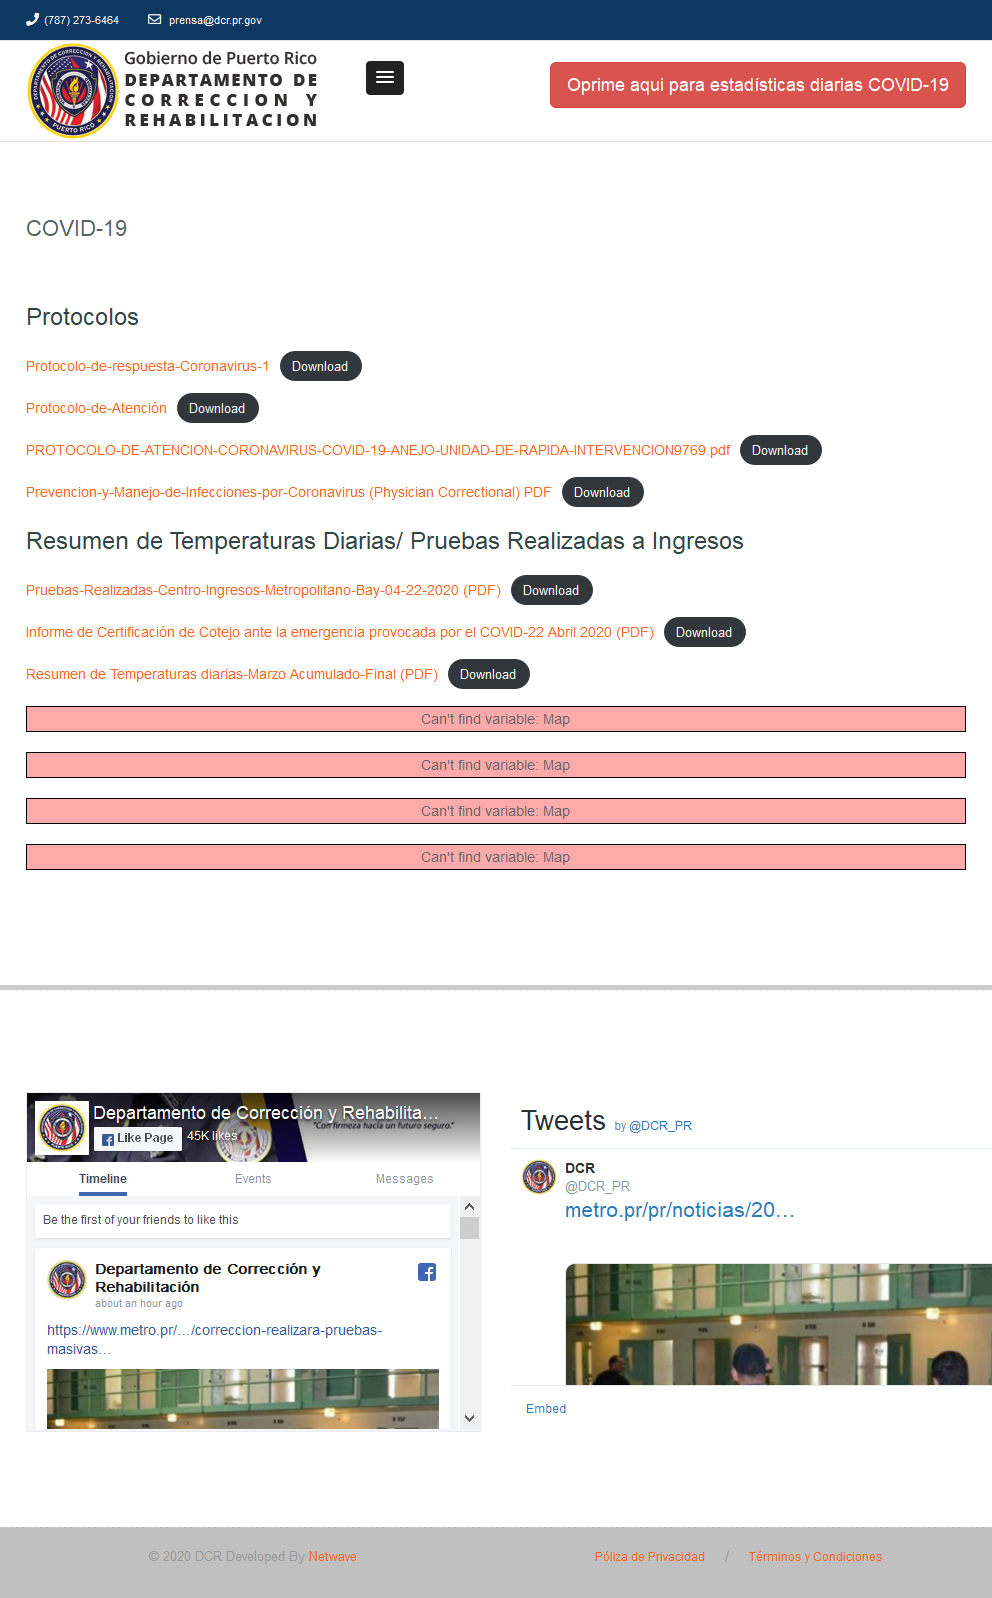 (787) 273-6464 prensa@dcr.pr.gov
Gobierno de Puerto Rico
DEPARTAMENTO DE
CORRECCION Y
REHABILITACION
Oprime aqui para estadísticas diarias COVID-19
COVID-19
Protocolos
Protocolo-de-respuesta-Coronavirus-1 Download
Protocolo-de-Atención Download
PROTOCOLO-DE-ATENCION-CORONAVIRUS-COVID-19-ANEJO-UNIDAD-DE-RAPIDA-INTERVENCION9769.pdf Download
Prevencion-y-Manejo-de-Infecciones-por-Coronavirus (Physician Correctional) PDF Download
Resumen de Temperaturas Diarias/ Pruebas Realizadas a Ingresos
Pruebas-Realizadas-Centro-Ingresos-Metropolitano-Bay-04-22-2020 (PDF) Download
Informe de Certificación de Cotejo ante la emergencia provocada por el COVID-22 Abril 2020 (PDF) Download
Resumen de Temperaturas diarias-Marzo Acumulado-Final (PDF) Download
Can't find variable: Map
Can't find variable: Map
Can't find variable: Map
Can't find variable: Map
Departamento de Corrección y Rehabilita...
"Con firmeza hacia un futuro seguro."
Like Page 45K likes
Timeline Events Messages
Be the first of your friends to like this
Departamento de Corrección y
Rehabilitación
about an hour ago
https://www.metro.pr/.../correccion-realizara-pruebas-
masivas...
Tweets by @DCR_PR
DCR
@DCR_PR
metro.pr/pr/noticias/20...
Embed
© 2020 DCR Developed By Netwave
Póliza de Privacidad / Términos y Condiciones